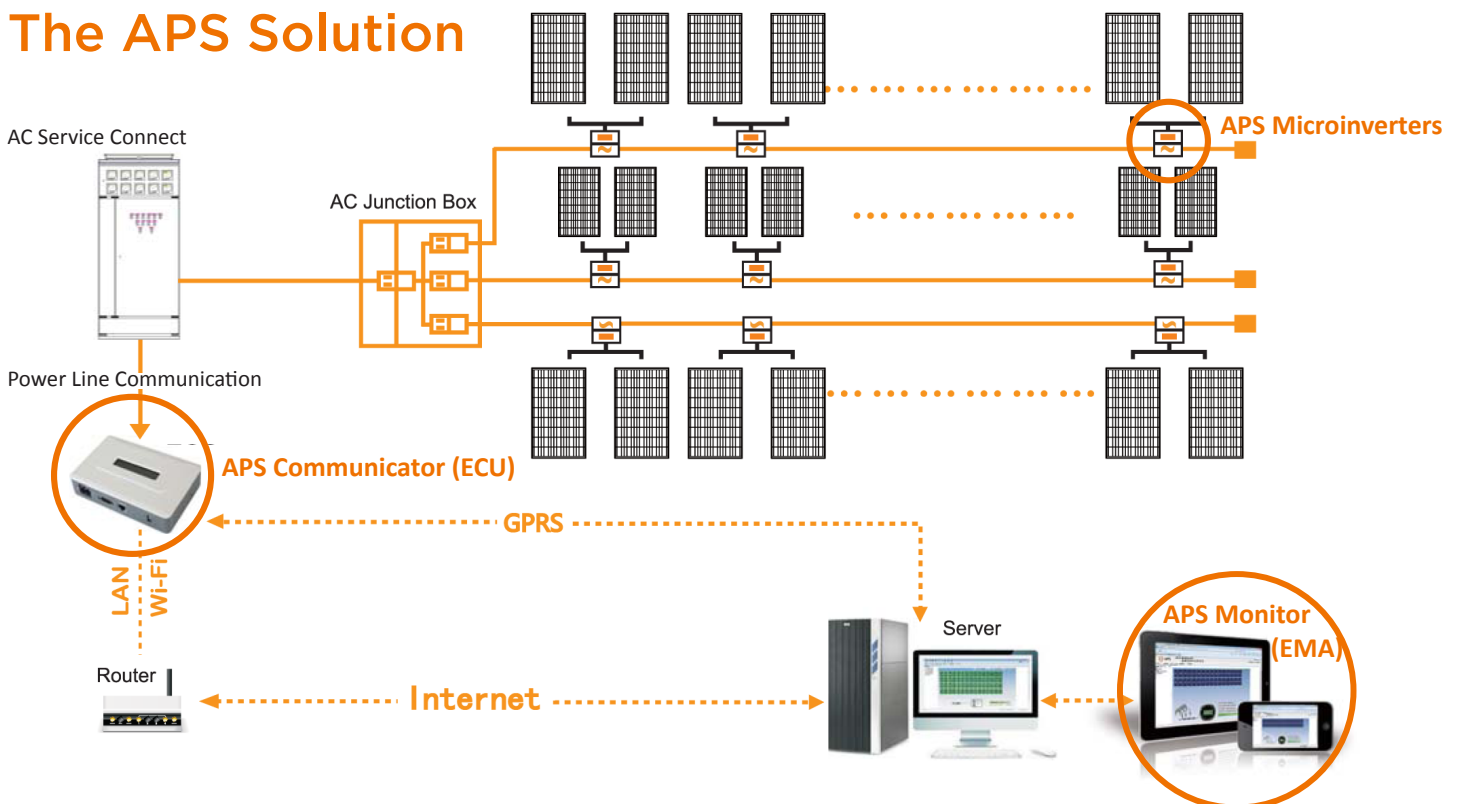 The APS Solution
AC Service Connect
AC Junction Box
APS Microinverters
Power Line Communication
APS Communicator (ECU)
GPRS
LAN
Wi-Fi
Router
Internet
Server
APS Monitor
(EMA)